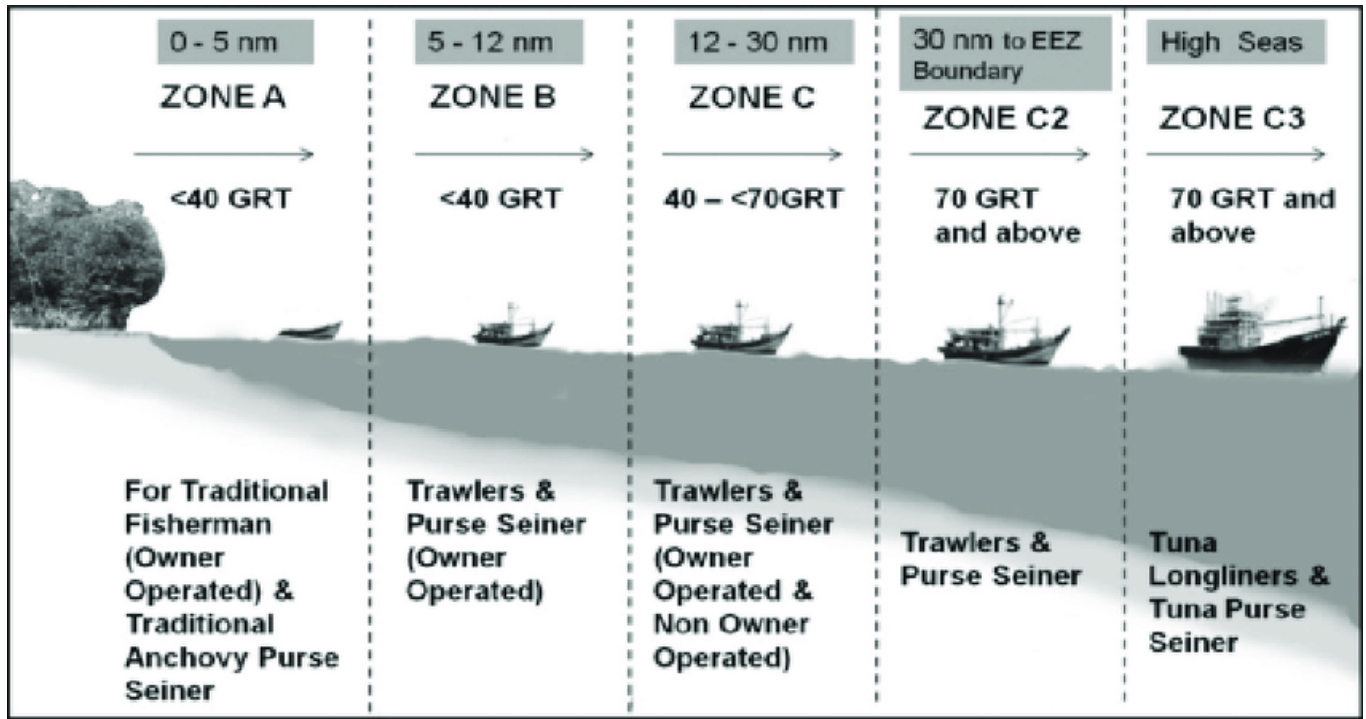 0 - 5 nm
ZONE A
<40 GRT
For Traditional
Fisherman
(Owner
Operated) &
Traditional
Anchovy Purse
Seiner
5 - 12 nm
ZONE B
<40 GRT
Trawlers &
Purse Seiner
(Owner
Operated)
12 - 30 nm
ZONE C
40 – <70GRT
Trawlers &
Purse Seiner
(Owner
Operated &
Non Owner
Operated)
30 nm to EEZ
Boundary
ZONE C2
70 GRT
and above
Trawlers &
Purse Seiner
High Seas
ZONE C3
70 GRT and
above
Tuna
Longliners &
Tuna Purse
Seiner